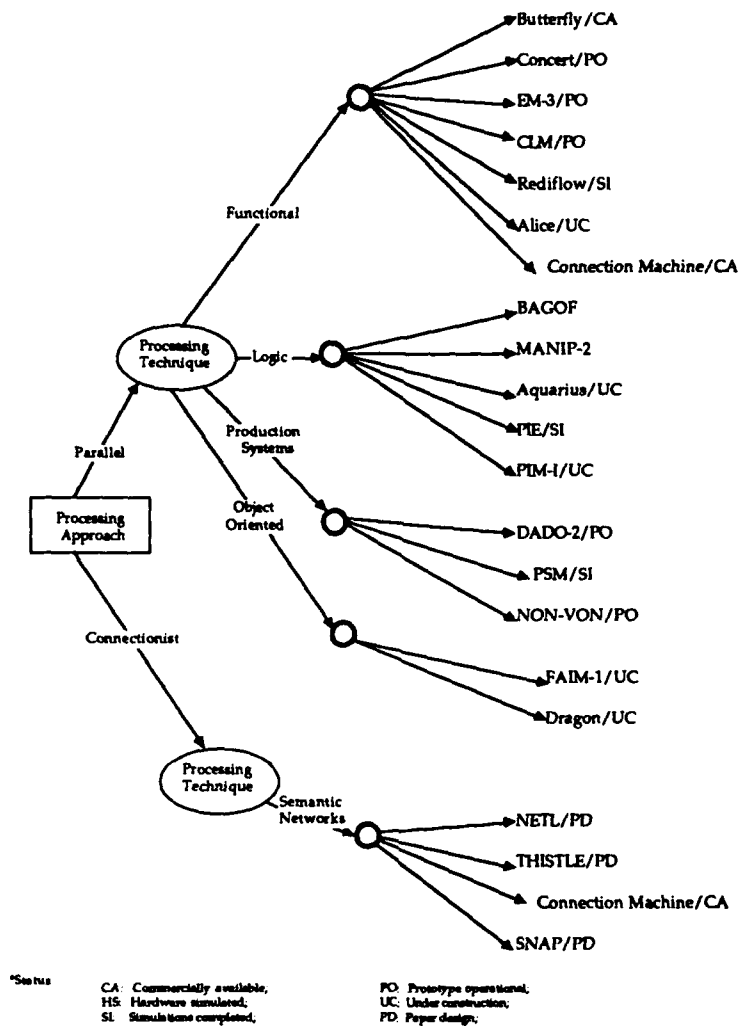 Butterfly/CA
Concert/PO
EM-3/PO
CLM/PO
Rediflow/SI
Functional
Alice/UC
Connection Machine/CA
BAGOF
Processing
Technique
Logic
MANIP-2
Aquarius/UC
Production
Systems
PIE/SI
Parallel
PIM-I/UC
Object
Oriented
Processing
Approach
DADO-2/PO
PSM/SI
NON-VON/PO
Connectionist
FAIM-1/UC
Dragon/UC
Processing
Technique
Semantic
Networks
NETL/PD
THISTLE/PD
Connection Machine/CA
SNAP/PD
*Status
CA: Commercially available;
HS: Hardware simulated;
SI: Simulations completed;
PO: Prototype operational;
UC: Under construction;
PD: Paper design;